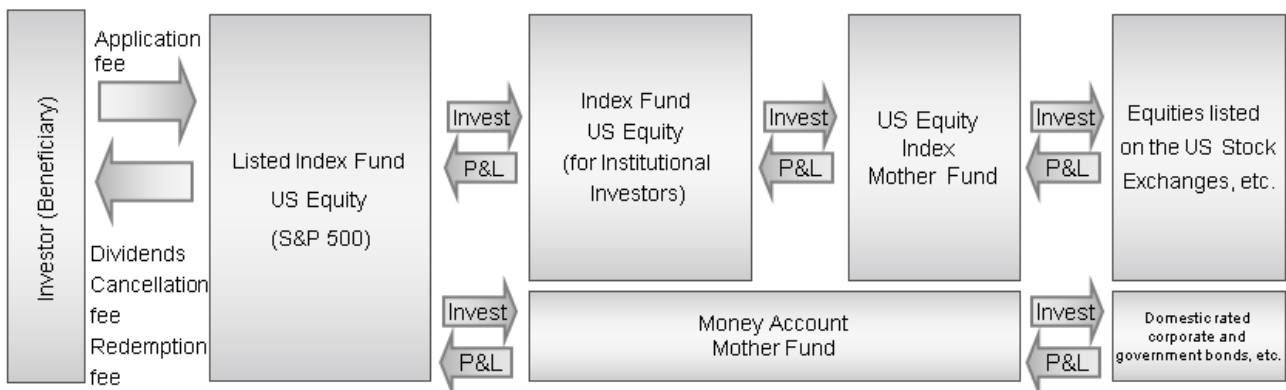 Investor (Beneficiary)
Application
fee
Dividends
Cancellation
fee
Redemption
fee
Listed Index Fund
US Equity
(S&P 500)
Invest
P&L
Index Fund
US Equity
(for Institutional
Investors)
Invest
P&L
US Equity
Index
Mother Fund
Invest
P&L
Equities listed
on the US Stock
Exchanges, etc.
Invest
P&L
Money Account
Mother Fund
Invest
P&L
Domestic rated
corporate and
government bonds, etc.